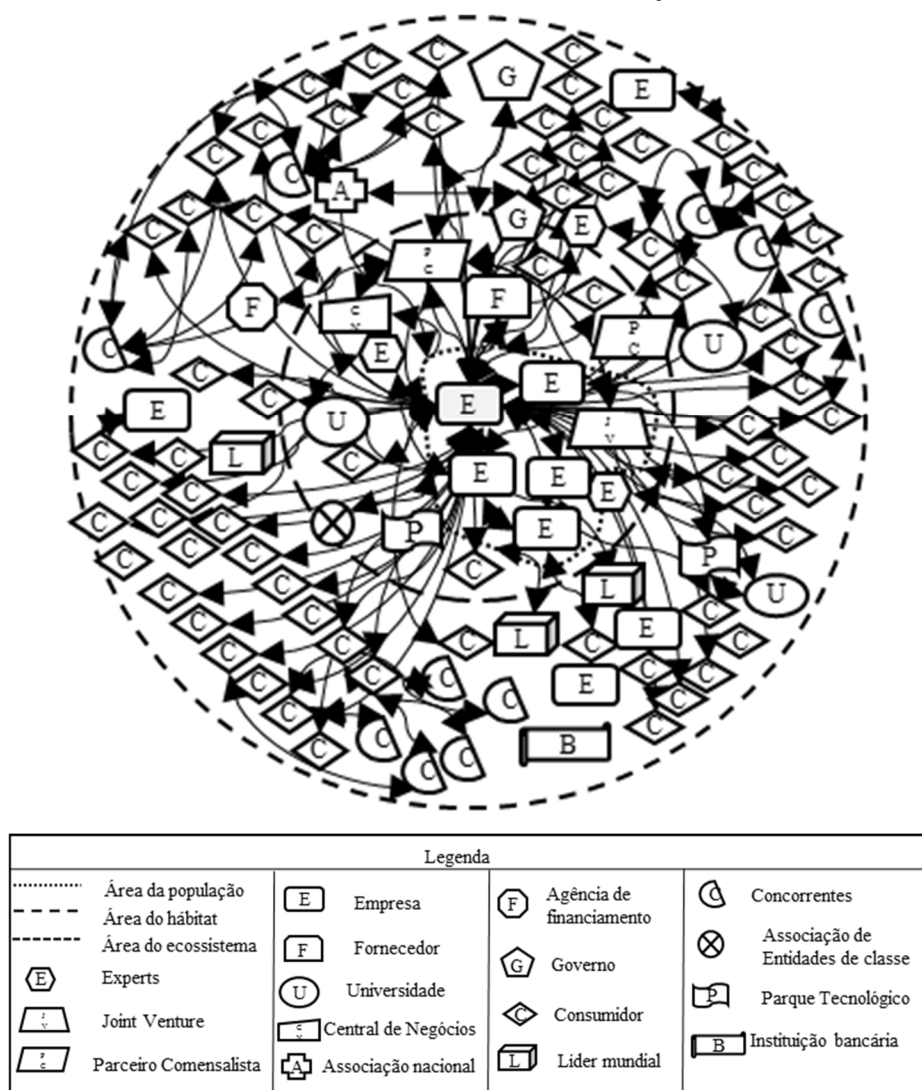 C
C
C
G
C
C
E
C
C
C
C
C
C
C
C
C
C
C
C
C
A
C
C
C
C
C
G
C
E
C
C
C
C
C
P
C
C
C
C
F
C
F
C
V
C
C
P
C
U
C
C
E
C
E
C
C
E
E
C
U
J
V
C
C
L
C
C
C
C
E
E
C
C
E
C
C
C
C
C
P
E
C
C
C
P
C
C
C
L
C
U
C
C
C
E
C
C
L
C
C
C
C
C
C
C
C
E
C
C
C
C
C
C
B
C
C
C
Legenda
Área da população
Área do hábitat
Área do ecossistema
E Experts
J
V
Joint Venture
P
C
Parceiro Comensalista
E Empresa
F Fornecedor
U Universidade
C
V
Central de Negócios
A Associação nacional
F Agência de
financiamento
G Governo
C Consumidor
L Líder mundial
C Concorrentes
Associação de
Entidades de classe
P Parque Tecnológico
B Instituição bancária